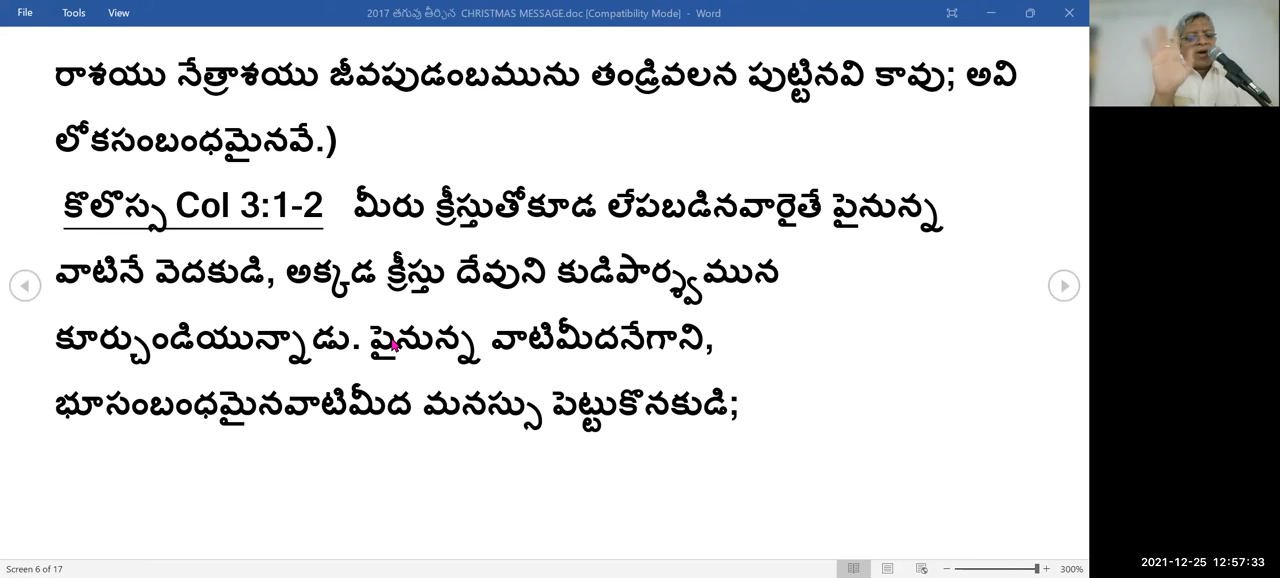 File Tools View 2017 తగువు తీర్చిన CHRISTMAS MESSAGE.doc [Compatibility Mode] - Word
రాశయు నేత్రాశయు జీవపుడంబమును తండ్రివలన పుట్టినవి కావు; అవి
లోకసంబంధమైనవే.)
కొలొస్స Col 3:1-2 మీరు క్రీస్తుతోకూడ లేపబడినవారైతే పైనున్న
వాటినే వెదకుడి, అక్కడ క్రీస్తు దేవుని కుడిపార్శ్వమున
కూర్చుండియున్నాడు. పైనున్న వాటిమీదనేగాని,
భూసంబంధమైనవాటిమీద మనస్సు పెట్టుకొనకుడి;
2021-12-25 12:57:33
Screen 6 of 17 300%